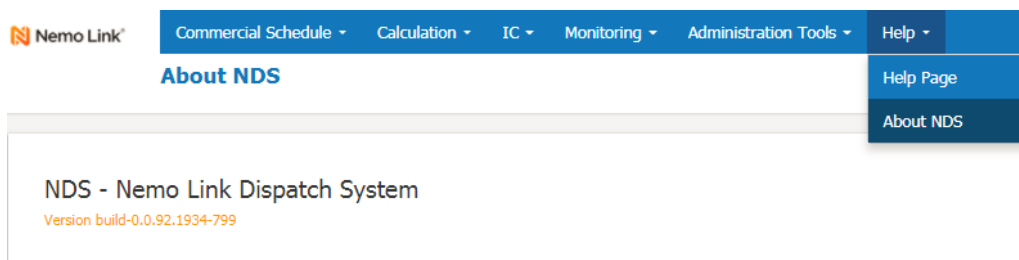 Nemo Link®
Commercial Schedule Calculation IC Monitoring Administration Tools Help
About NDS
Help Page
About NDS
NDS - Nemo Link Dispatch System
Version build-0.0.92.1934-799